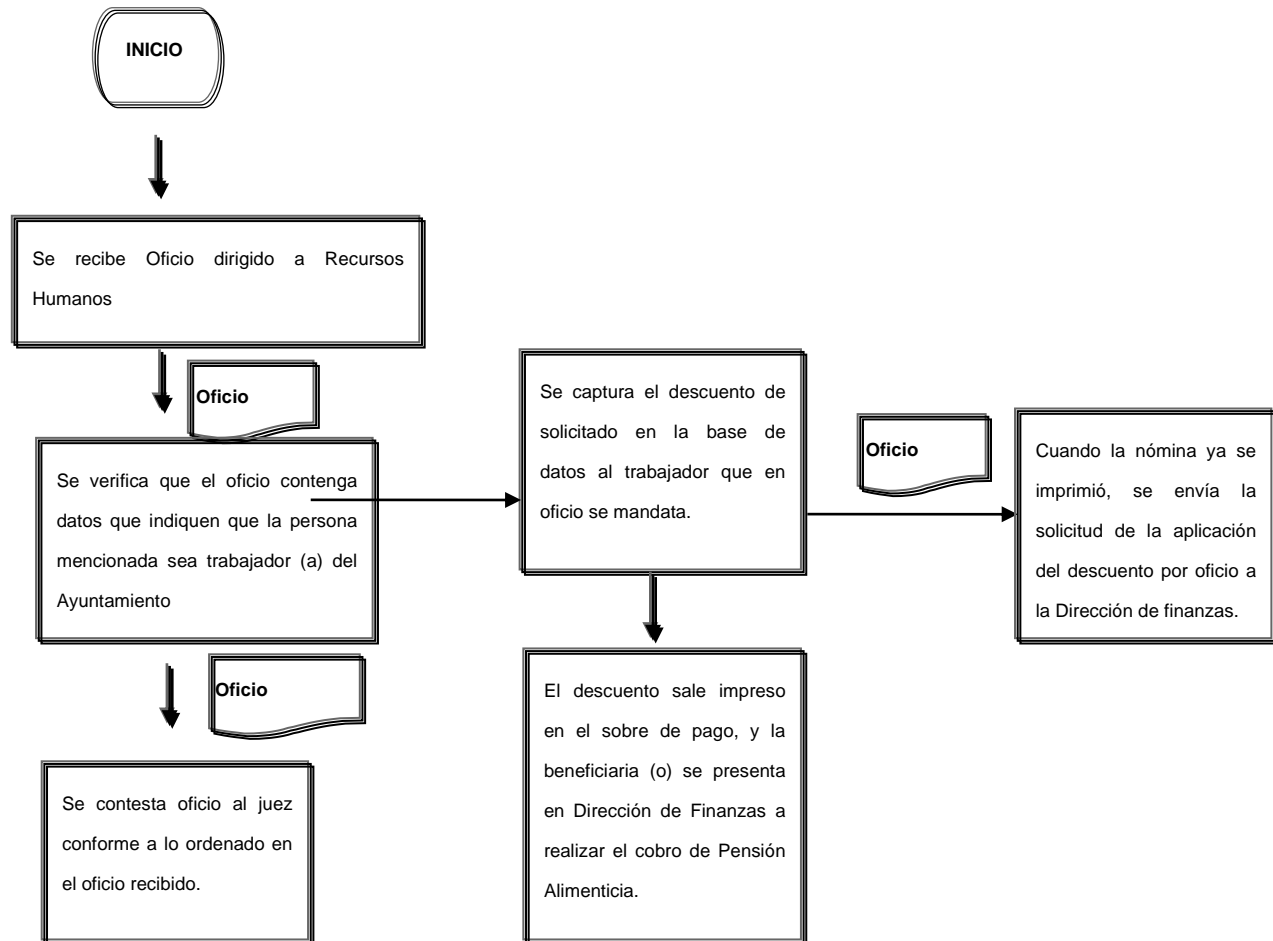 INICIO
Se recibe Oficio dirigido a Recursos
Humanos
Oficio
Se verifica que el oficio contenga
datos que indiquen que la persona
mencionada sea trabajador (a) del
Ayuntamiento
Oficio
Se contesta oficio al juez
conforme a lo ordenado en
el oficio recibido.
Se captura el descuento de
solicitado en la base de
datos al trabajador que en
oficio se mandata.
El descuento sale impreso
en el sobre de pago, y la
beneficiaria (o) se presenta
en Dirección de Finanzas a
realizar el cobro de Pensión
Alimenticia.
Oficio
Cuando la nómina ya se
imprimió, se envía la
solicitud de la aplicación
del descuento por oficio a
la Dirección de finanzas.